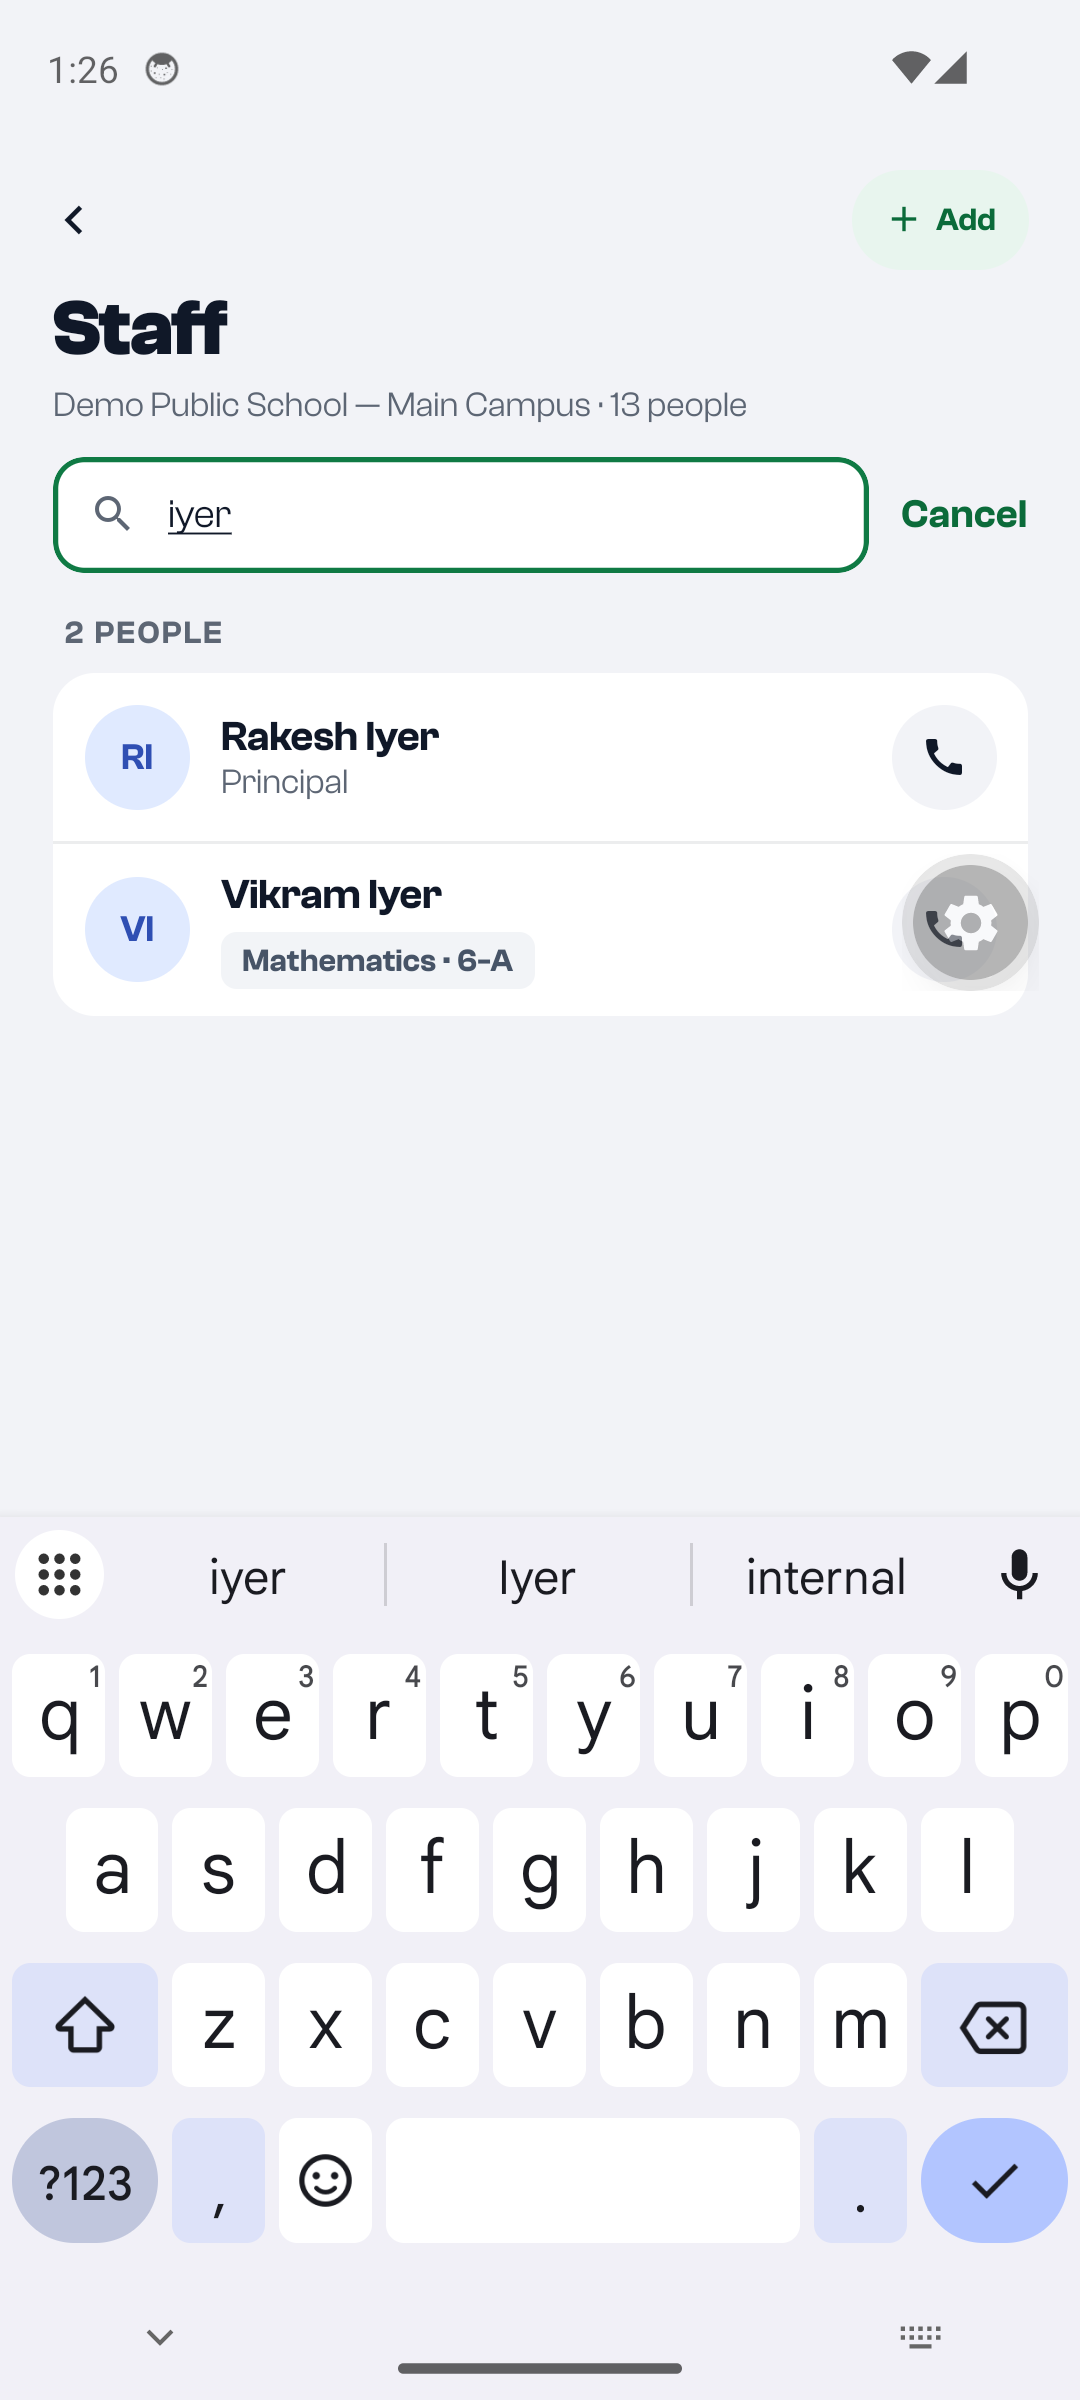 1:26
Add
Staff
Demo Public School — Main Campus · 13 people
iyer
Cancel
2 PEOPLE
RI
Rakesh Iyer
Principal
VI
Vikram Iyer
Mathematics · 6-A
iyer
Iyer
internal
q 1 w 2 e 3 r 4 t 5 y 6 u 7 i 8 o 9 p 0
a s d f g h j k l
z x c v b n m
?123 , .